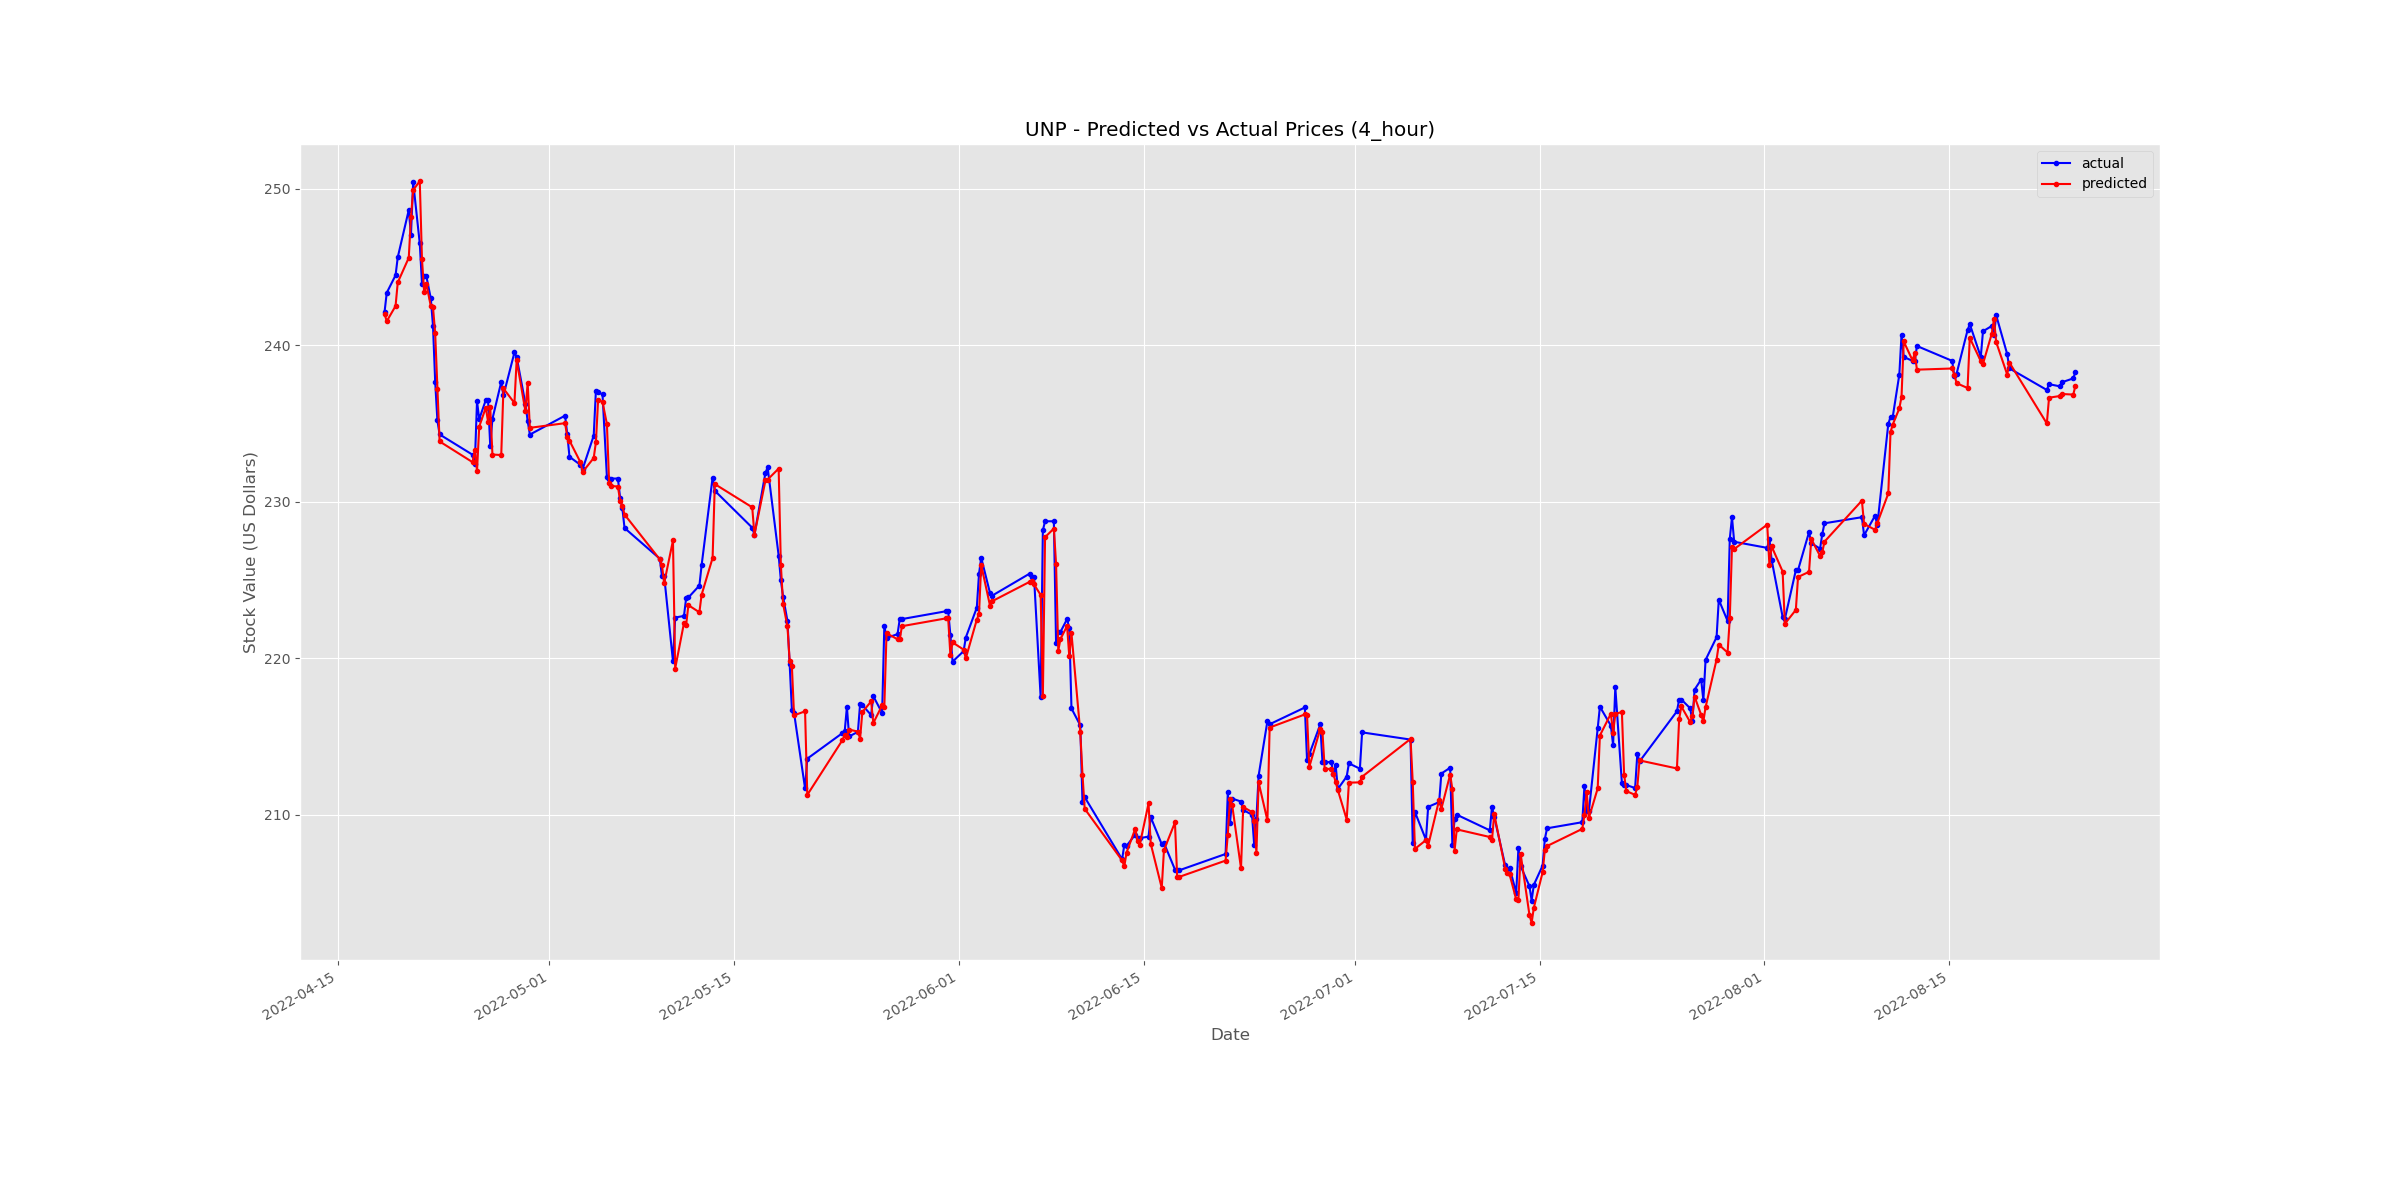 UNP - Predicted vs Actual Prices (4_hour)
actual
predicted
250
240
230
220
210
Stock Value (US Dollars)
2022-04-15
2022-05-01
2022-05-15
2022-06-01
2022-06-15
2022-07-01
2022-07-15
2022-08-01
2022-08-15
Date